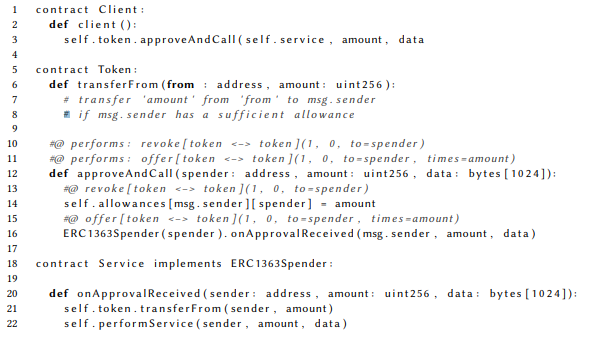 1 contract Client:
2 def client():
3 self.token.approveAndCall(self.service, amount, data
4
5 contract Token:
6 def transferFrom(from : address, amount: uint256):
7 # transfer 'amount' from 'from' to msg.sender
8 # if msg.sender has a sufficient allowance
9
10 #@ performs: revoke[token <-> token](1, 0, to=spender)
11 #@ performs: offer[token <-> token](1, 0, to=spender, times=amount)
12 def approveAndCall(spender: address, amount: uint256, data: bytes[1024]):
13 #@ revoke[token <-> token](1, 0, to=spender)
14 self.allowances[msg.sender][spender] = amount
15 #@ offer[token <-> token](1, 0, to=spender, times=amount)
16 ERC1363Spender(spender).onApprovalReceived(msg.sender, amount, data)
17
18 contract Service implements ERC1363Spender:
19
20 def onApprovalReceived(sender: address, amount: uint256, data: bytes[1024]):
21 self.token.transferFrom(sender, amount)
22 self.performService(sender, amount, data)